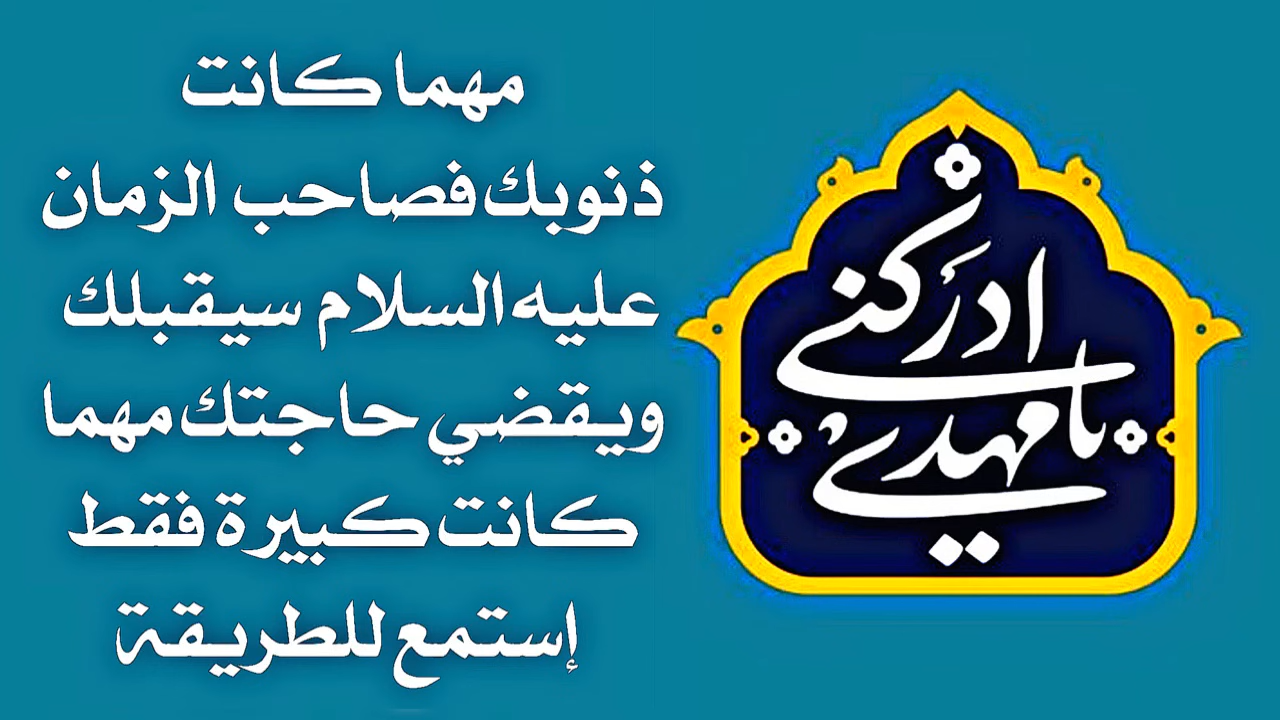 مهما كانت
ذنوبك فصاحب الزمان
عليه السلام سيقبلك
ويقضي حاجتك مهما
كانت كبيرة فقط
إستمع للطريقة
يا مهدي
ادركني